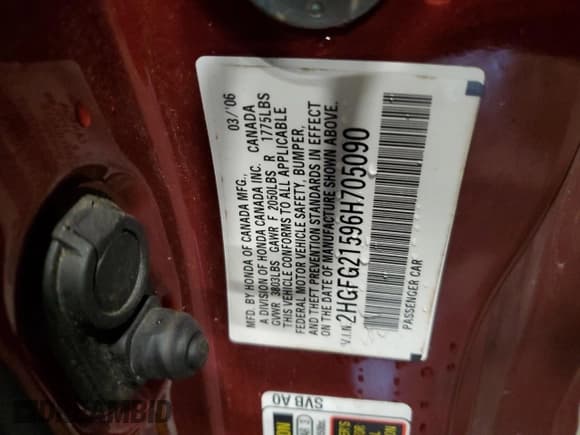 MFD. BY HONDA OF CANADA MFG., 03/'06
A DIVISION OF HONDA CANADA INC. CANADA
GVWR 3803LBS GAWR F 2050LBS R 1775LBS
THIS VEHICLE CONFORMS TO ALL APPLICABLE
FEDERAL MOTOR VEHICLE SAFETY, BUMPER,
AND THEFT PREVENTION STANDARDS IN EFFECT
ON THE DATE OF MANUFACTURE SHOWN ABOVE.
V.I.N. 2HGFG21596H705090
PASSENGER CAR
SVB A0